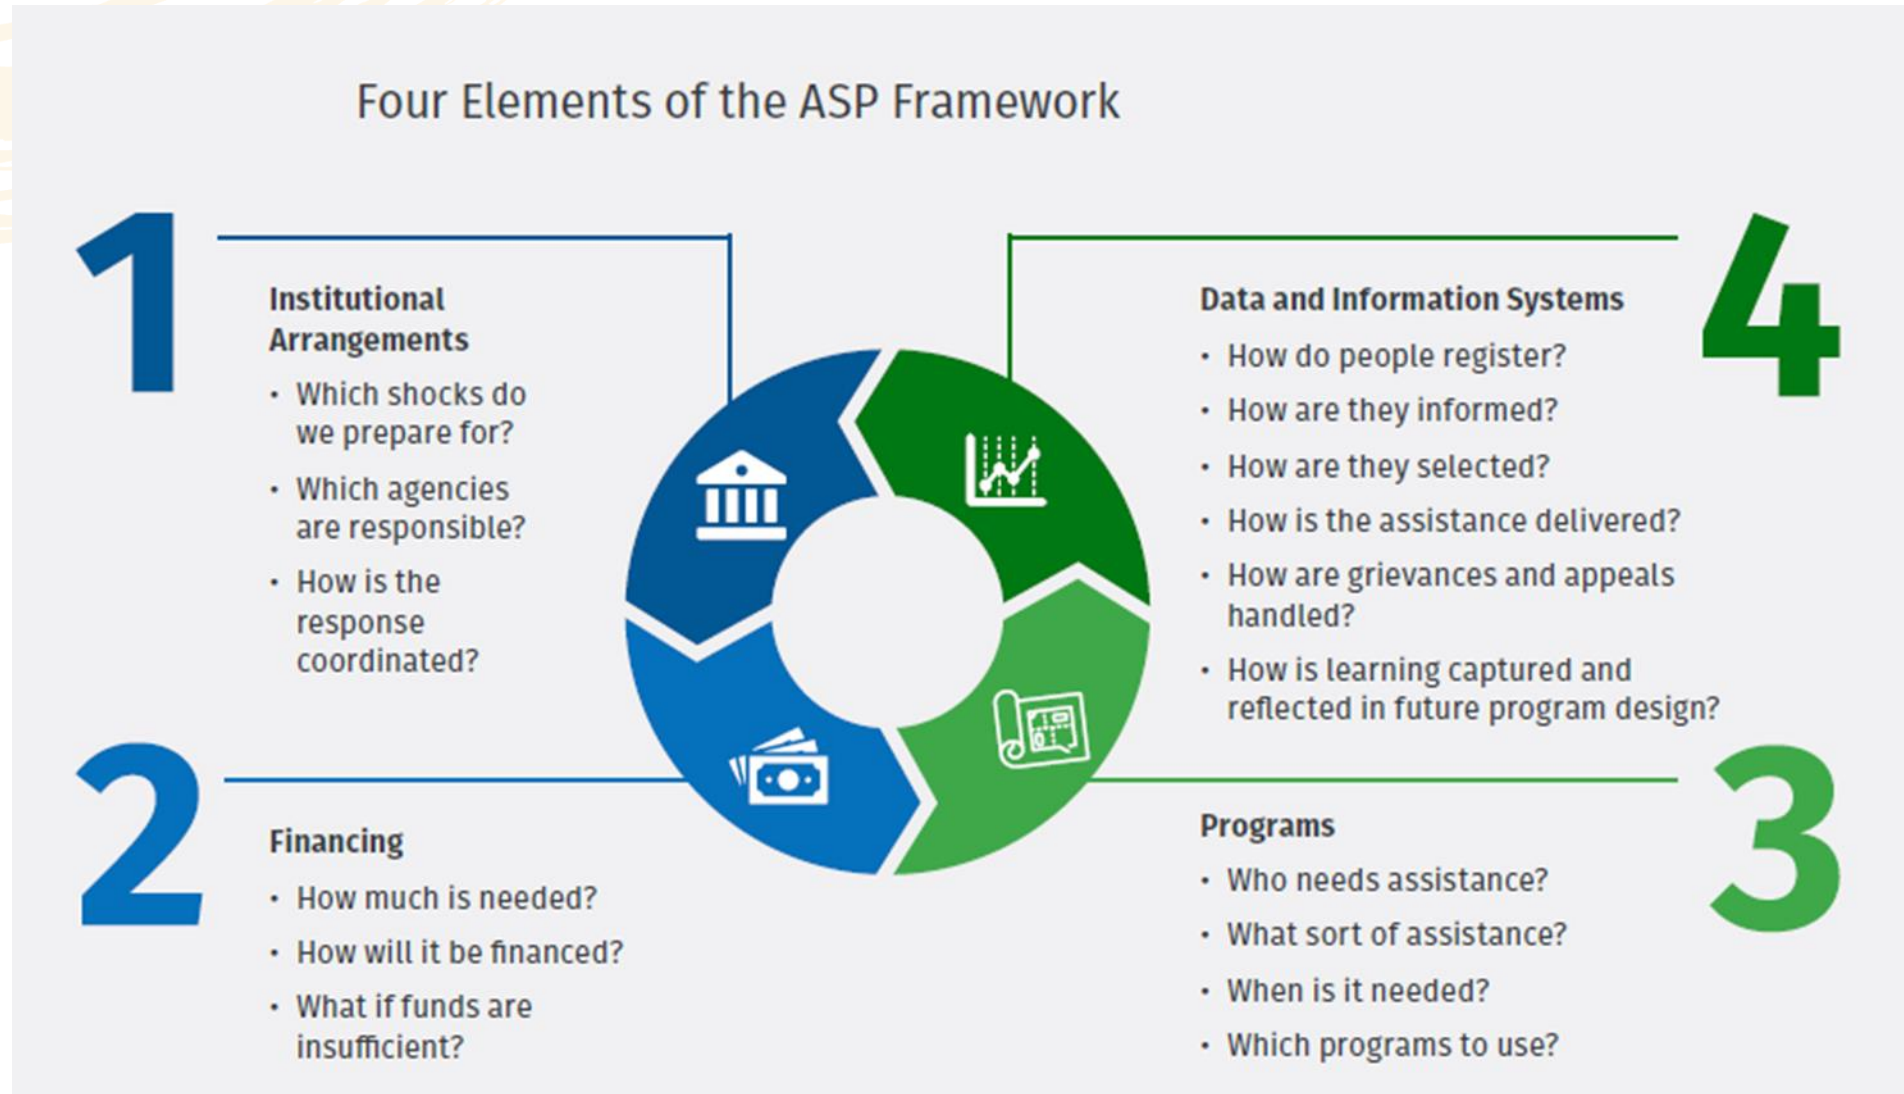 Four Elements of the ASP Framework
1
Institutional
Arrangements
• Which shocks do
we prepare for?
• Which agencies
are responsible?
• How is the
response
coordinated?
2
Financing
• How much is needed?
• How will it be financed?
• What if funds are
insufficient?
3
Programs
• Who needs assistance?
• What sort of assistance?
• When is it needed?
• Which programs to use?
4
Data and Information Systems
• How do people register?
• How are they informed?
• How are they selected?
• How is the assistance delivered?
• How are grievances and appeals
handled?
• How is learning captured and
reflected in future program design?